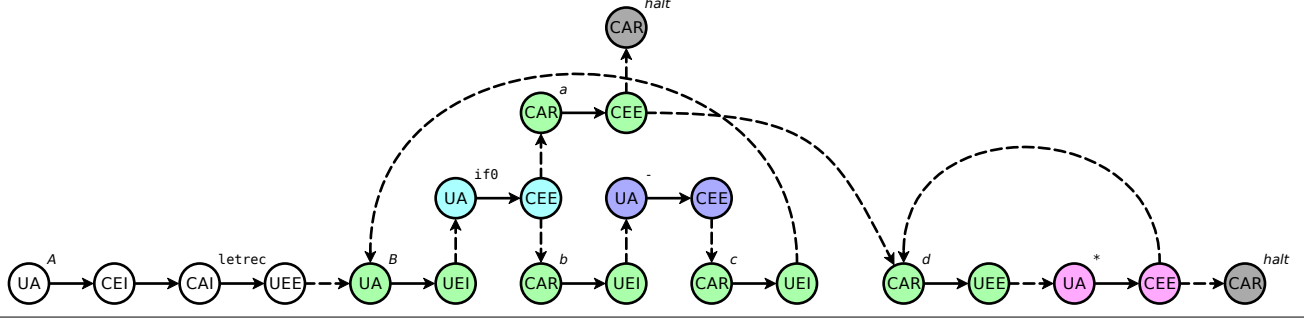 halt
CAR
a
CAR CEE
if0 -
UA CEE UA CEE
A letrec B b c d * halt
UA CEI CAI UEE UA UEI CAR UEI CAR UEI CAR UEE UA CEE CAR